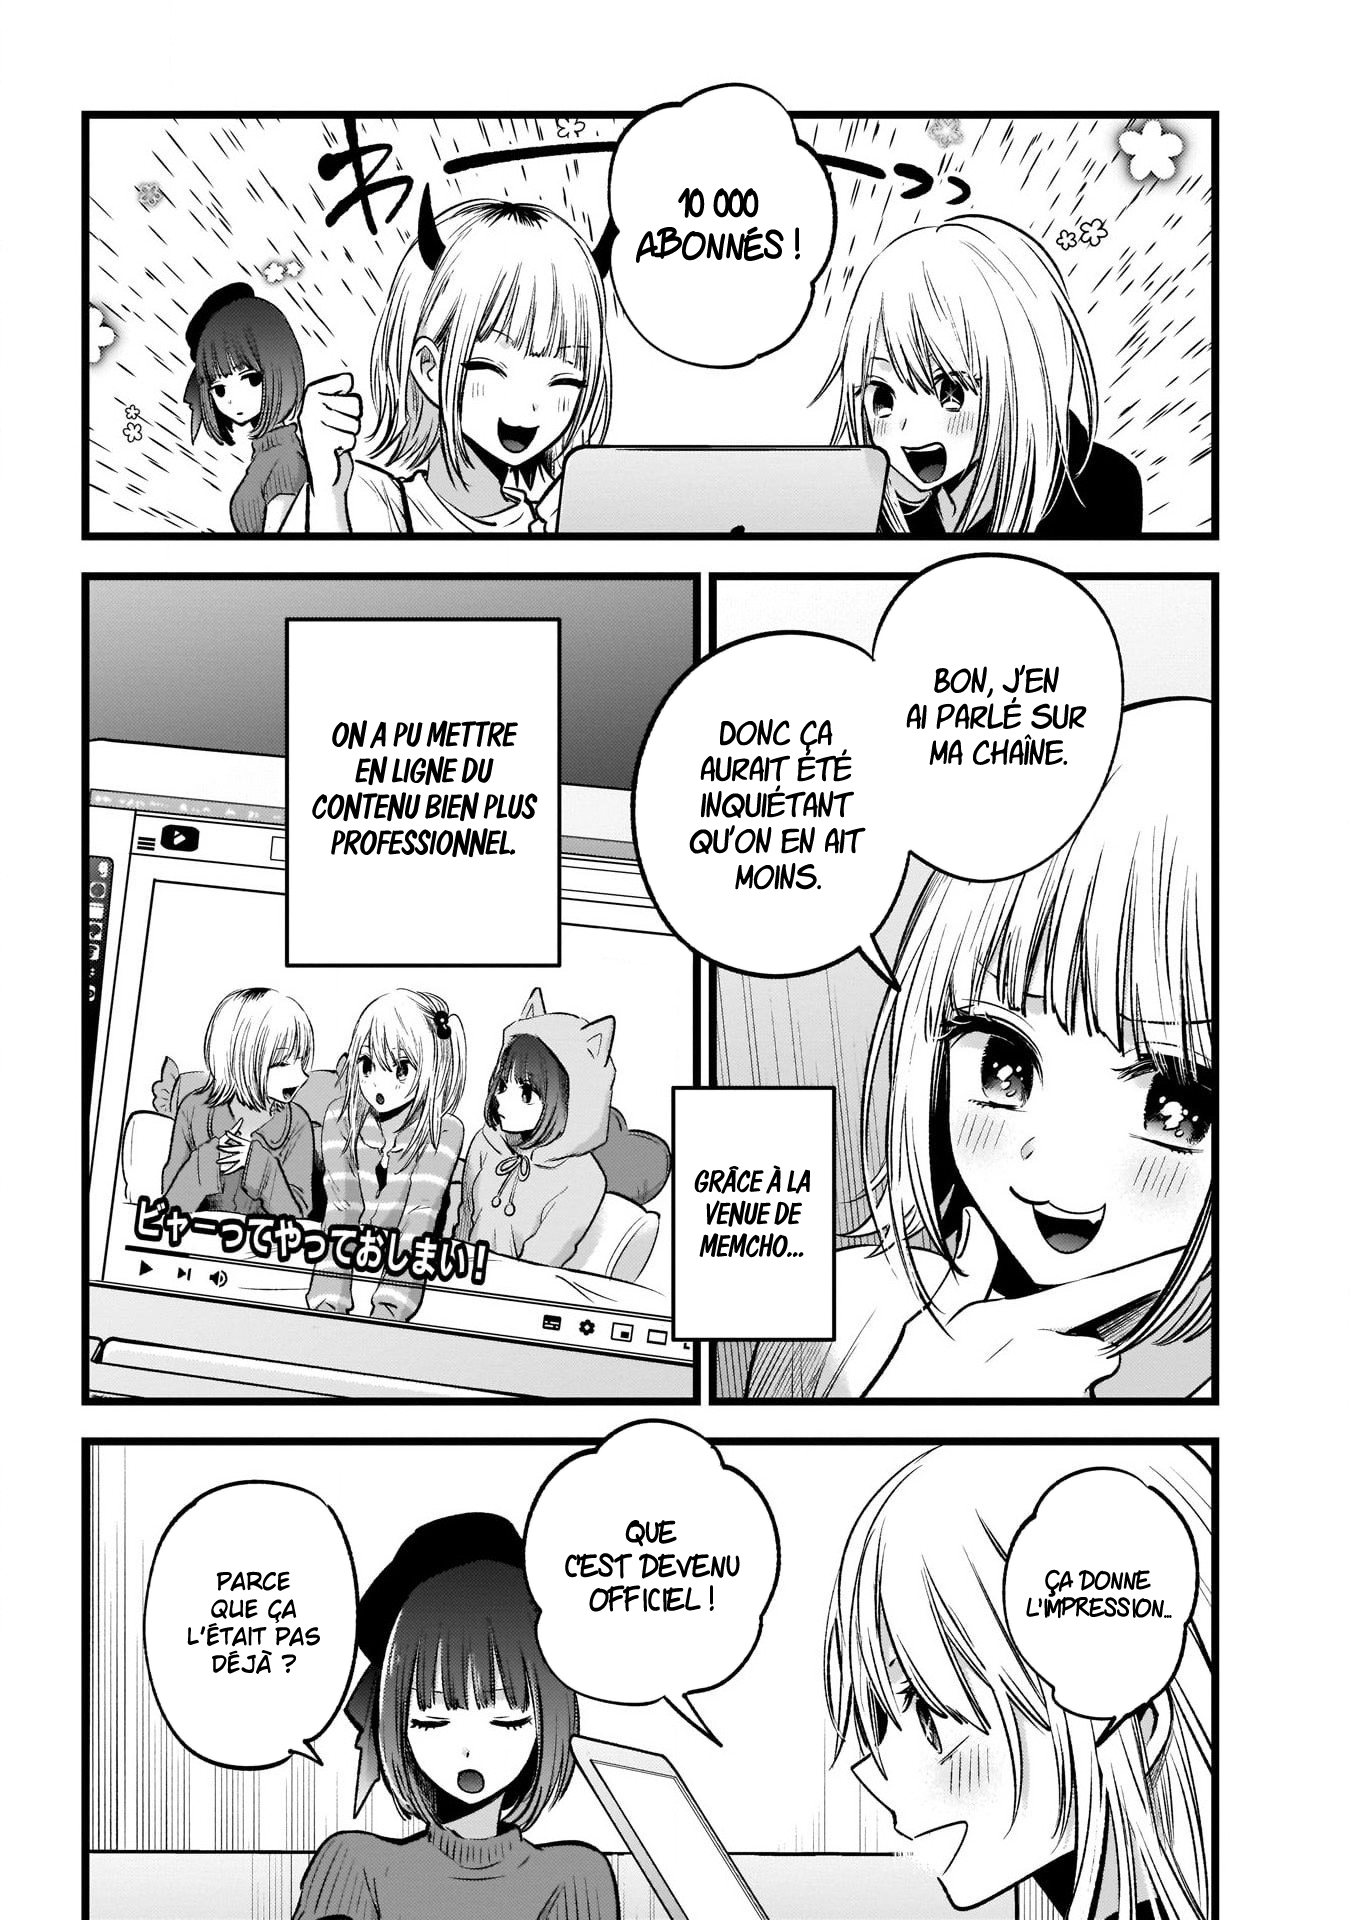 わーっっ
10 000
ABONNÉS !
BON, J'EN
AI PARLÉ SUR
MA CHAÎNE.
DONC ÇA
AURAIT ÉTÉ
INQUIÉTANT
QU'ON EN AIT
MOINS.
GRÂCE À LA
VENUE DE
MEMCHO...
ON A PU METTRE
EN LIGNE DU
CONTENU BIEN PLUS
PROFESSIONNEL.
ビャーってやっておしまい!
ÇA DONNE
L'IMPRESSION...
QUE
C'EST DEVENU
OFFICIEL !
PARCE
QUE ÇA
L'ÉTAIT PAS
DÉJÀ ?